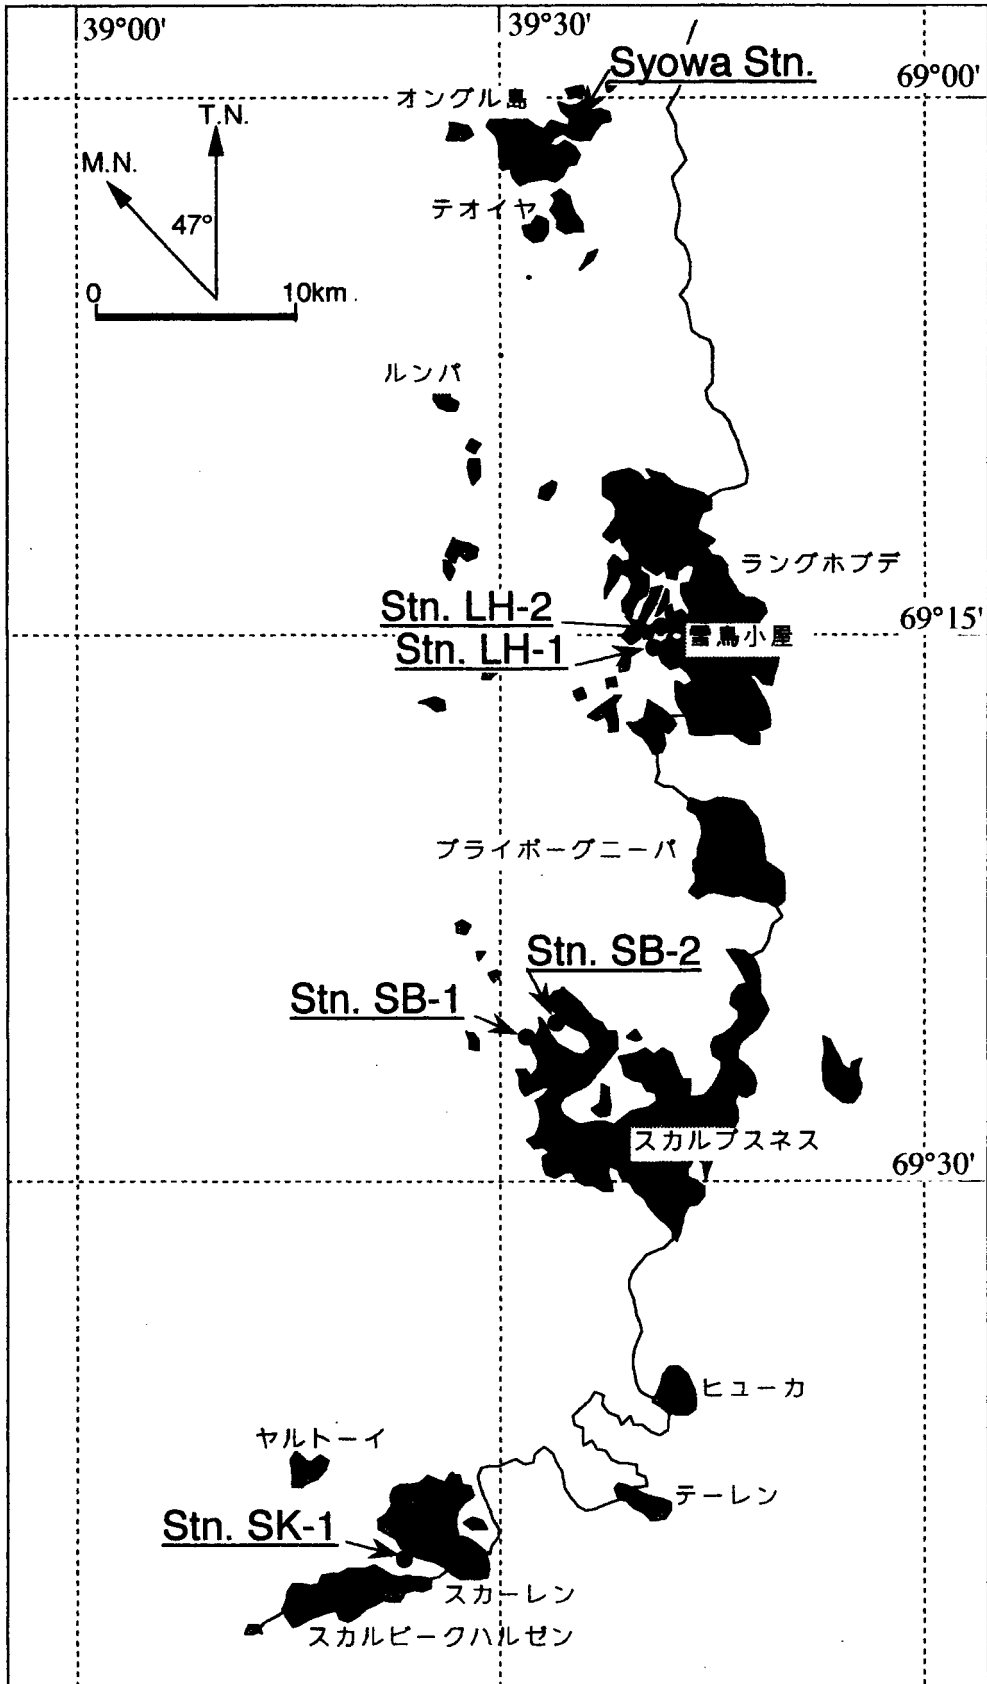 39°00'
39°30'
Syowa Stn.
69°00'
オングル島
T.N.
M.N.
テオイヤ
47°
0
10km
ルンパ
ラングホブデ
Stn. LH-2
69°15'
雪鳥小屋
Stn. LH-1
ブライボーグニーパ
Stn. SB-2
Stn. SB-1
スカルブスネス
69°30'
ヒューカ
ヤルトーイ
テーレン
Stn. SK-1
スカーレン
スカルビークハルゼン